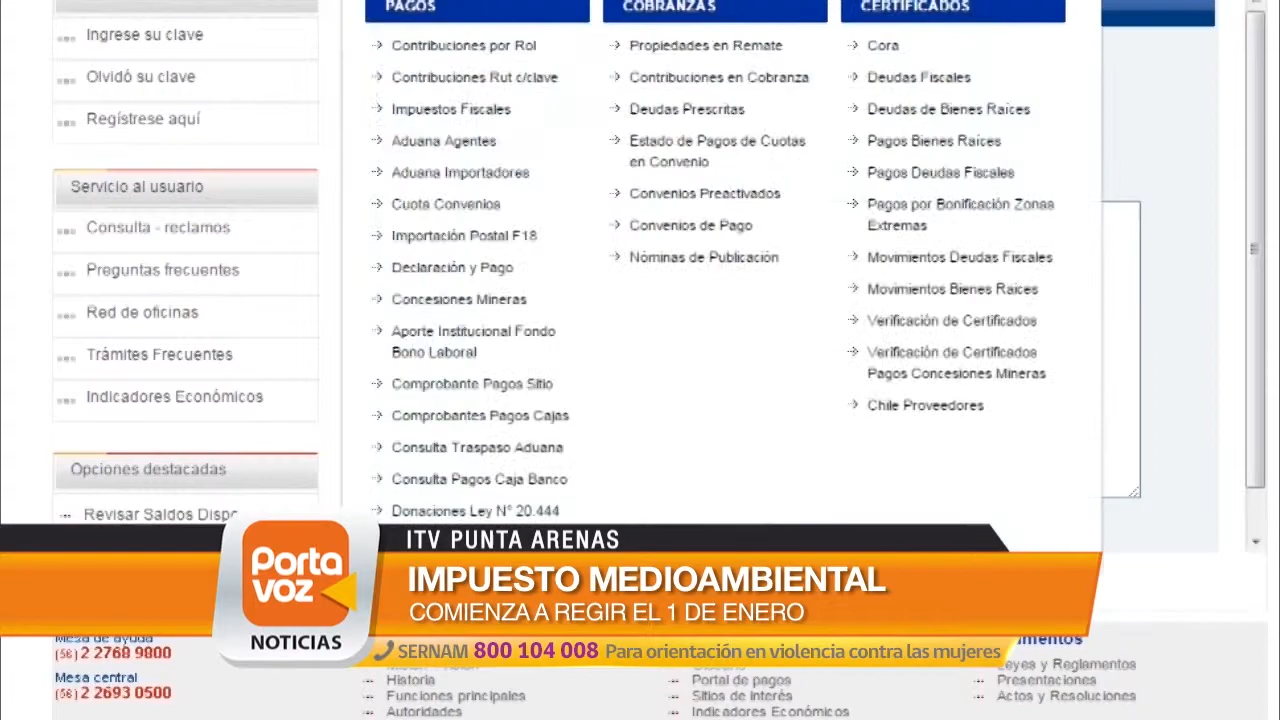 PAGOS
COBRANZAS
CERTIFICADOS
Ingrese su clave
Olvidó su clave
Regístrese aquí
Servicio al usuario
Consulta - reclamos
Preguntas frecuentes
Red de oficinas
Trámites Frecuentes
Indicadores Económicos
Opciones destacadas
Revisar Saldos
Contribuciones por Rol
Contribuciones Rut c/clave
Impuestos Fiscales
Aduana Agentes
Aduana Importadores
Cuota Convenios
Importación Postal F18
Declaración y Pago
Concesiones Mineras
Aporte Institucional Fondo
Bono Laboral
Comprobante Pagos Sitio
Comprobantes Pagos Cajas
Consulta Traspaso Aduana
Consulta Pagos Caja Banco
Donaciones Ley N° 20.444
Propiedades en Remate
Contribuciones en Cobranza
Deudas Prescritas
Estado de Pagos de Cuotas
en Convenio
Convenios Preactivados
Convenios de Pago
Nóminas de Publicación
Cora
Deudas Fiscales
Deudas de Bienes Raíces
Pagos Bienes Raíces
Pagos Deudas Fiscales
Pagos por Bonificación Zonas
Extremas
Movimientos Deudas Fiscales
Movimientos Bienes Raices
Verificación de Certificados
Verificación de Certificados
Pagos Concesiones Mineras
Chile Proveedores
ITV PUNTA ARENAS
IMPUESTO MEDIOAMBIENTAL
COMIENZA A REGIR EL 1 DE ENERO
Porta
voz
NOTICIAS
SERNAM 800 104 008 Para orientación en violencia contra las mujeres
Mesa de ayuda
(56) 2 2768 9800
Mesa central
(56) 2 2693 0500
Historia
Funciones principales
Autoridades
Portal de pagos
Sitios de interés
Indicadores Económicos
Leyes y Reglamentos
Presentaciones
Actos y Resoluciones